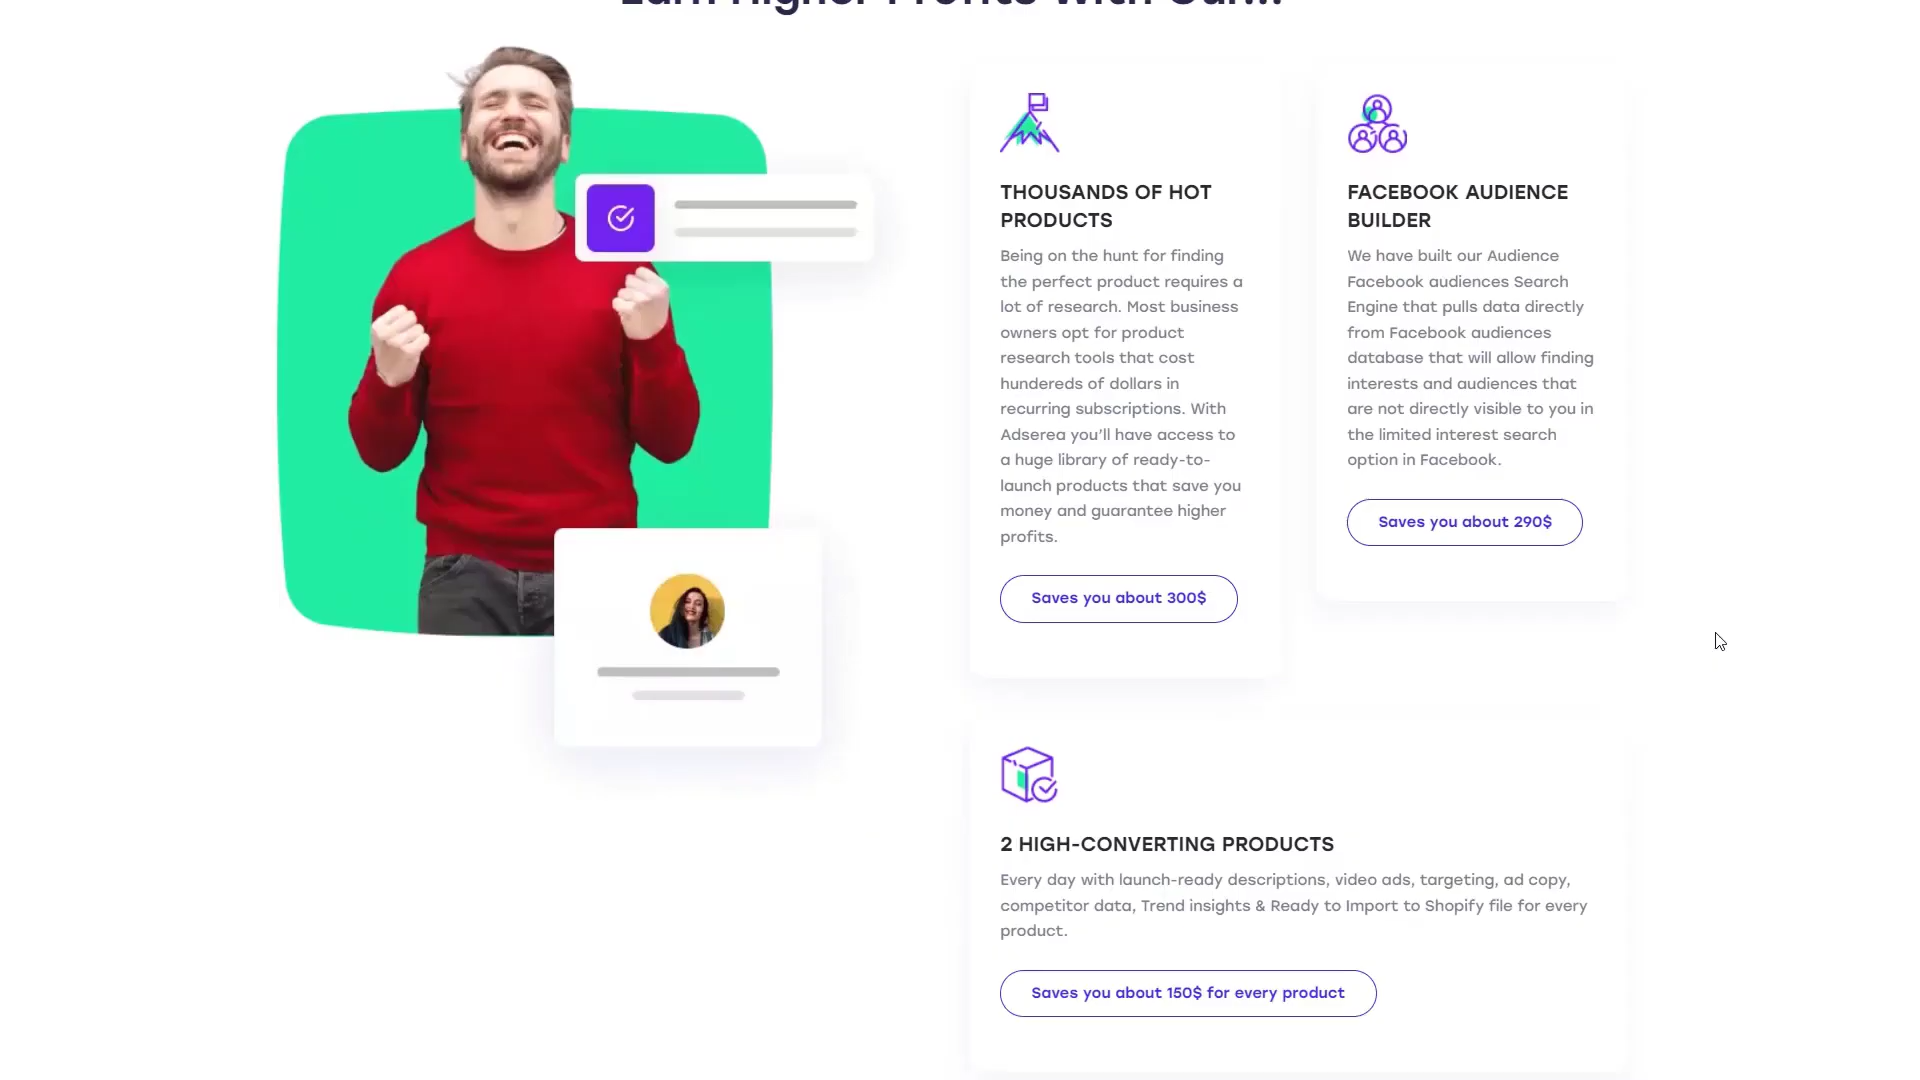 Earn Higher Profits With Our...
THOUSANDS OF HOT
PRODUCTS
Being on the hunt for finding
the perfect product requires a
lot of research. Most business
owners opt for product
research tools that cost
hundereds of dollars in
recurring subscriptions. With
Adserea you’ll have access to
a huge library of ready-to-
launch products that save you
money and guarantee higher
profits.
Saves you about 300$
FACEBOOK AUDIENCE
BUILDER
We have built our Audience
Facebook audiences Search
Engine that pulls data directly
from Facebook audiences
database that will allow finding
interests and audiences that
are not directly visible to you in
the limited interest search
option in Facebook.
Saves you about 290$
2 HIGH-CONVERTING PRODUCTS
Every day with launch-ready descriptions, video ads, targeting, ad copy,
competitor data, Trend insights & Ready to Import to Shopify file for every
product.
Saves you about 150$ for every product